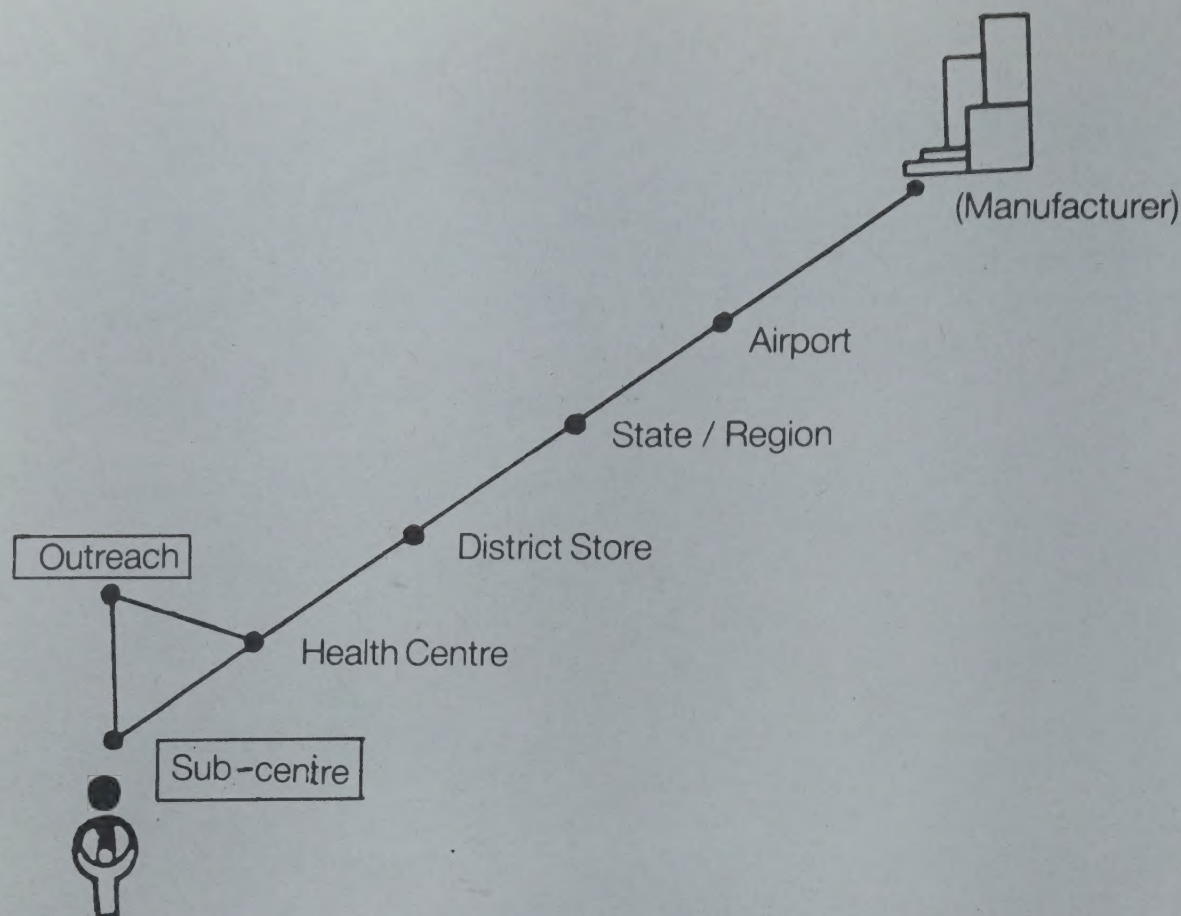 (Manufacturer)
Airport
State / Region
District Store
Outreach
Health Centre
Sub-centre